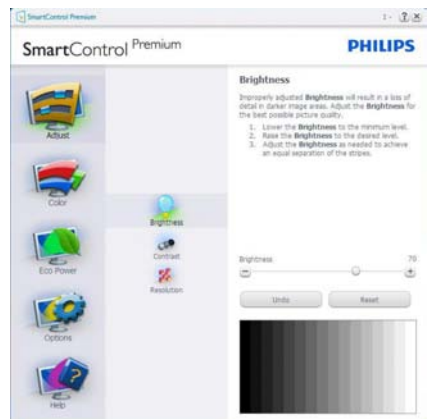 SmartControl Premium
SmartControl Premium
PHILIPS
Adjust
Color
Eco Power
Options
Help
Brightness
Contrast
Resolution
Brightness
Improperly adjusted Brightness will result in a loss of
detail in darker image areas. Adjust the Brightness for
the best possible picture quality.
1. Lower the Brightness to the minimum level.
2. Raise the Brightness to the desired level.
3. Adjust the Brightness as needed to achieve
an equal separation of the stripes.
Brightness 70
Undo Reset